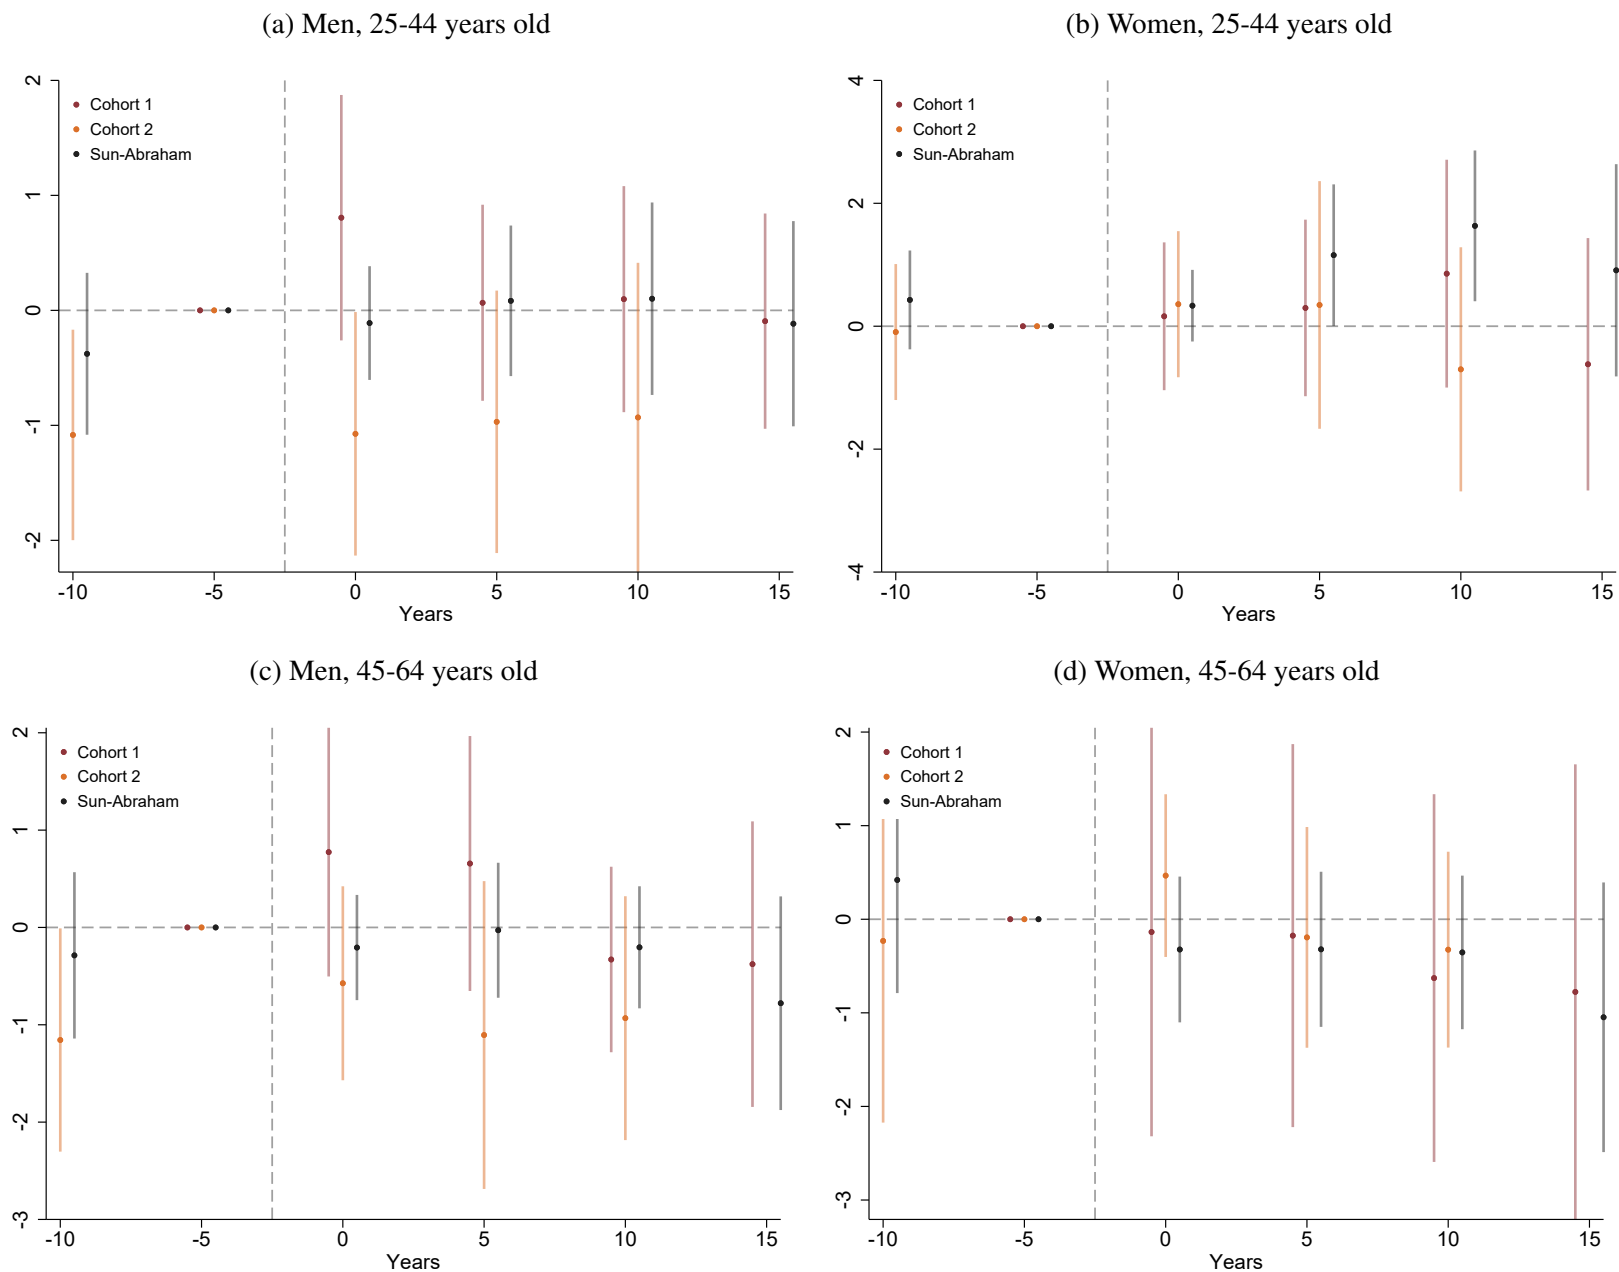 (a) Men, 25-44 years old
2
1
0
-1
-2
Cohort 1
Cohort 2
Sun-Abraham
-10 -5 0 5 10 15
Years
(b) Women, 25-44 years old
4
2
0
-2
-4
Cohort 1
Cohort 2
Sun-Abraham
-10 -5 0 5 10 15
Years
(c) Men, 45-64 years old
2
1
0
-1
-2
-3
Cohort 1
Cohort 2
Sun-Abraham
-10 -5 0 5 10 15
Years
(d) Women, 45-64 years old
2
1
0
-1
-2
-3
Cohort 1
Cohort 2
Sun-Abraham
-10 -5 0 5 10 15
Years